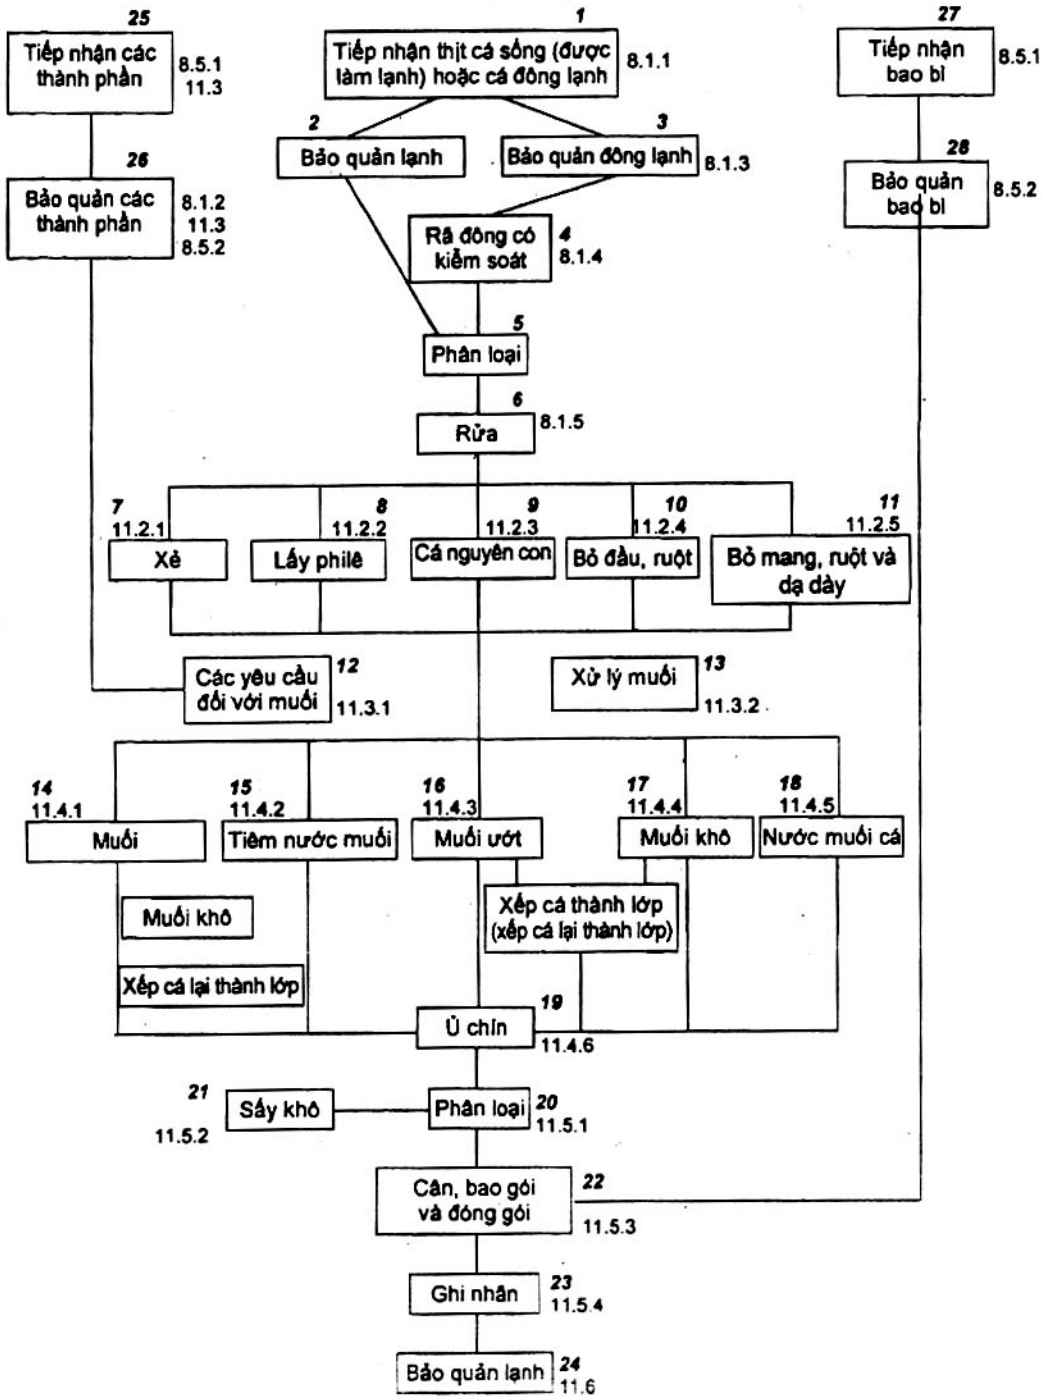 25
Tiếp nhận các
thành phần
8.5.1
11.3
1
Tiếp nhận thịt cá sống (được
làm lạnh) hoặc cá đông lạnh
8.1.1
27
Tiếp nhận
bao bì
8.5.1
2
Bảo quản lạnh
3
Bảo quản đông lạnh
8.1.3
26
Bảo quản các
thành phần
8.1.2
11.3
8.5.2
28
Bảo quản
bao bì
8.5.2
4
Rã đông có
kiểm soát
8.1.4
5
Phân loại
6
Rửa
8.1.5
7
11.2.1
Xẻ
8
11.2.2
Lấy philê
9
11.2.3
Cá nguyên con
10
11.2.4
Bỏ đầu, ruột
11
11.2.5
Bỏ mang, ruột và
dạ dày
12
Các yêu cầu
đối với muối
11.3.1
13
Xử lý muối
11.3.2
14
11.4.1
Muối
15
11.4.2
Tiêm nước muối
16
11.4.3
Muối ướt
17
11.4.4
Muối khô
18
11.4.5
Nước muối cá
Muối khô
Xếp cá lại thành lớp
Xếp cá thành lớp
(xếp cá lại thành lớp)
19
Ủ chín
11.4.6
21
Sấy khô
11.5.2
20
Phân loại
11.5.1
22
Cân, bao gói
và đóng gói
11.5.3
23
Ghi nhãn
11.5.4
24
Bảo quản lạnh
11.6